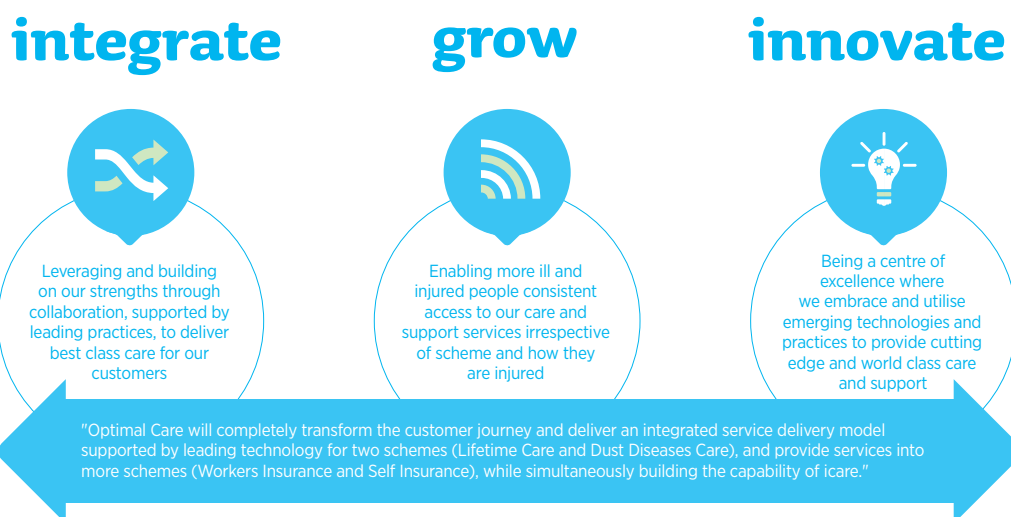 integrate
grow
innovate
Leveraging and building
on our strengths through
collaboration, supported by
leading practices, to deliver
best class care for our
customers
Enabling more ill and
injured people consistent
access to our care and
support services irrespective
of scheme and how they
are injured
Being a centre of
excellence where
we embrace and utilise
emerging technologies and
practices to provide cutting
edge and world class care
and support
"Optimal Care will completely transform the customer journey and deliver an integrated service delivery model
supported by leading technology for two schemes (Lifetime Care and Dust Diseases Care), and provide services into
more schemes (Workers Insurance and Self Insurance), while simultaneously building the capability of icare."